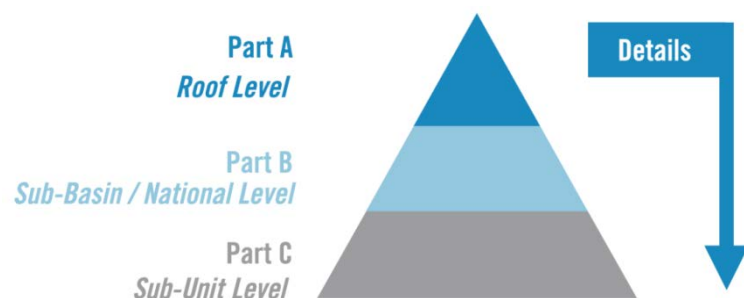 Part A
Roof Level
Details
Part B
Sub-Basin / National Level
Part C
Sub-Unit Level